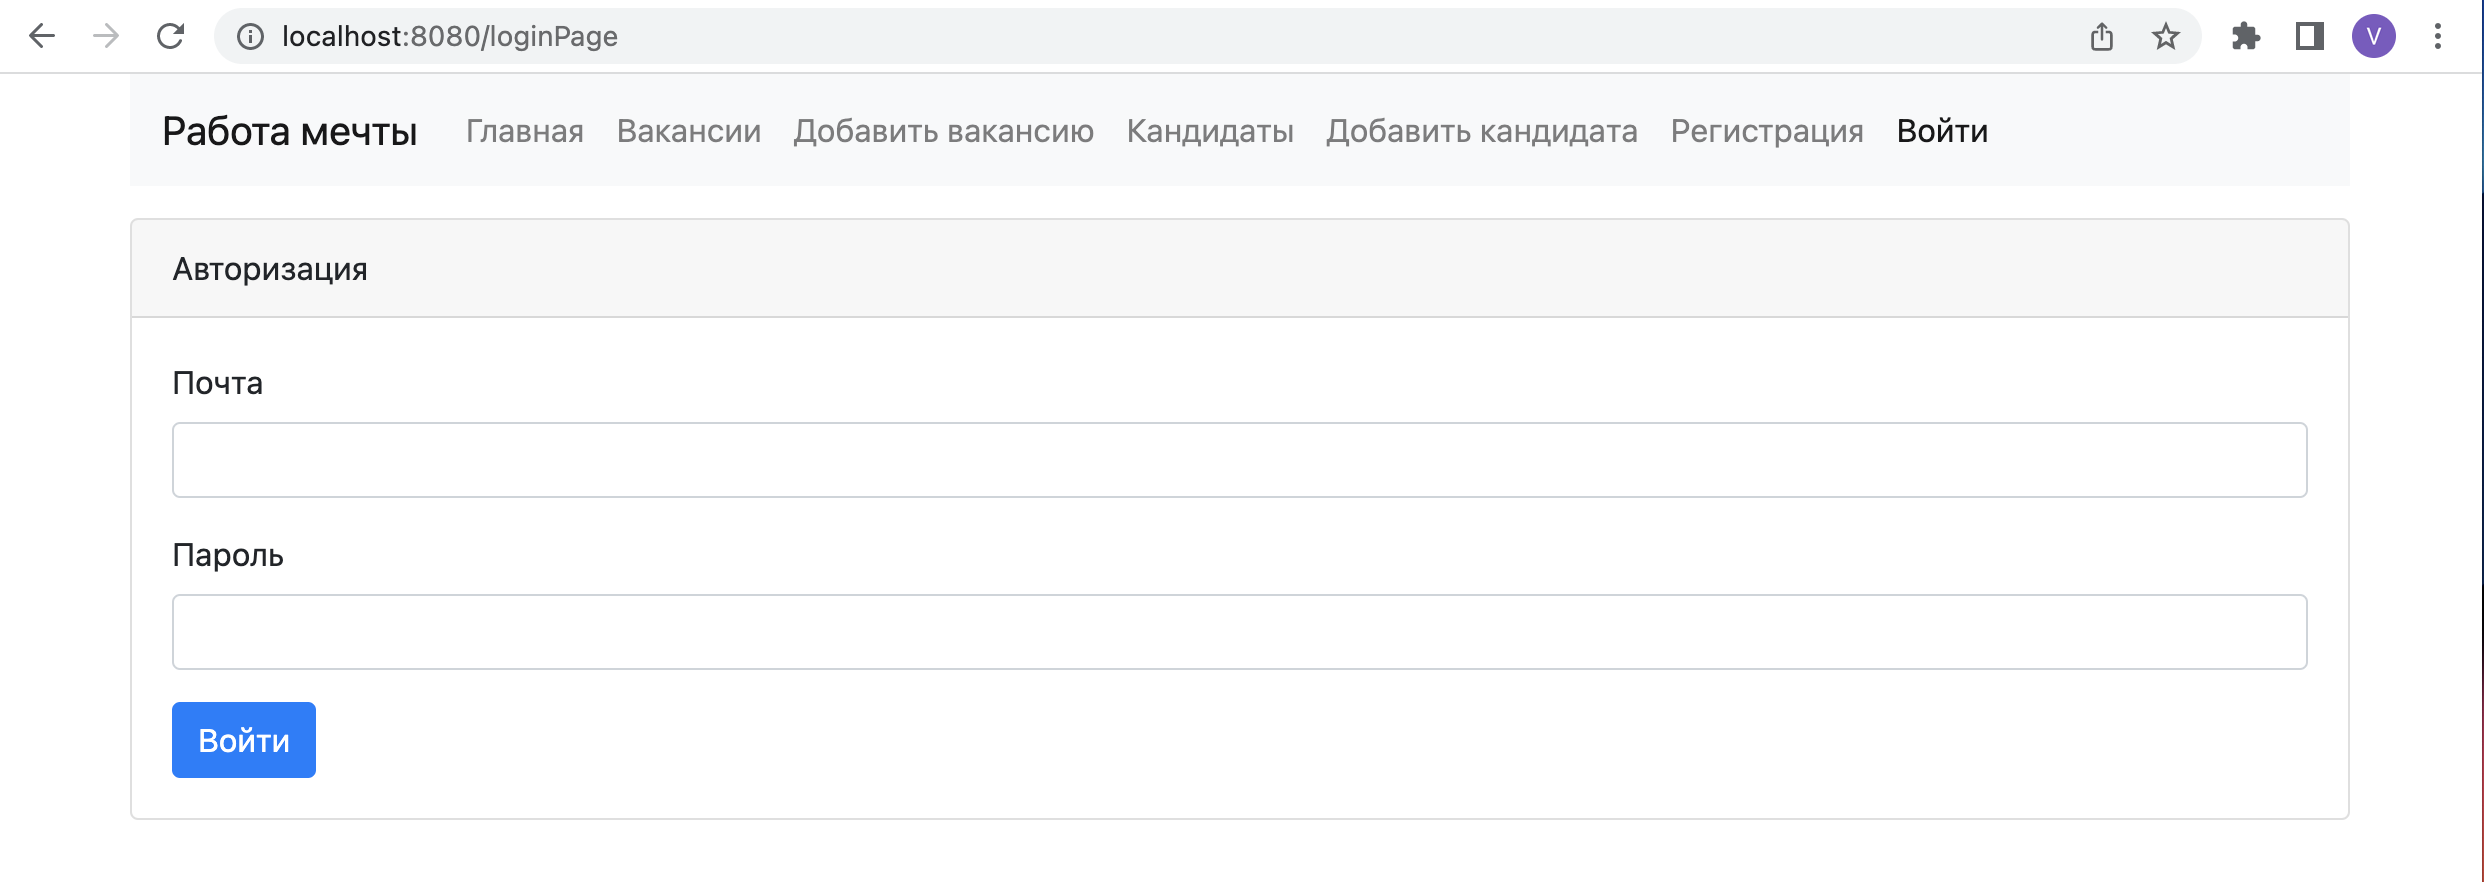 localhost:8080/loginPage
V
Работа мечты Главная Вакансии Добавить вакансию Кандидаты Добавить кандидата Регистрация Войти
Авторизация
Почта
Пароль
Войти